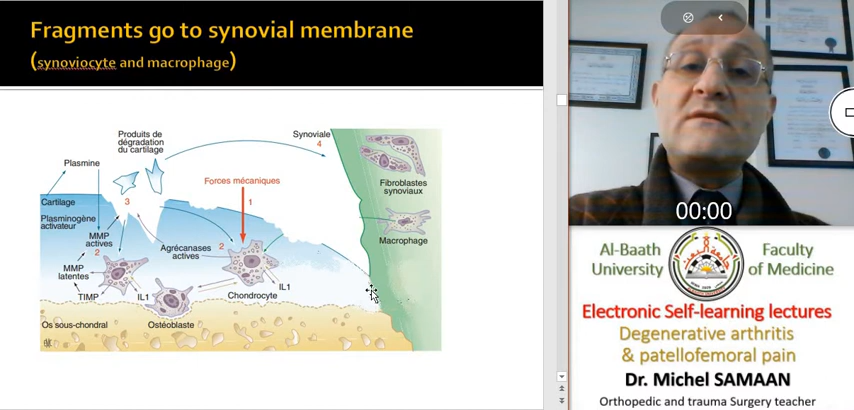 Fragments go to synovial membrane
(synoviocyte and macrophage)
Produits de
dégradation
du cartilage
Synoviale
4
Plasmine
Forces mécaniques
3
1
Fibroblastes
synoviaux
Cartilage
Plasminogène
activateur
MMP
actives
2
Agrécanases
actives
2
Macrophage
MMP
latentes
TIMP
IL1
IL1
Chondrocyte
Os sous-chondral
Ostéoblaste
00:00
Al-Baath
University
Faculty
of Medicine
Electronic Self-learning lectures
Degenerative arthritis
& patellofemoral pain
Dr. Michel SAMAAN
Orthopedic and trauma Surgery teacher